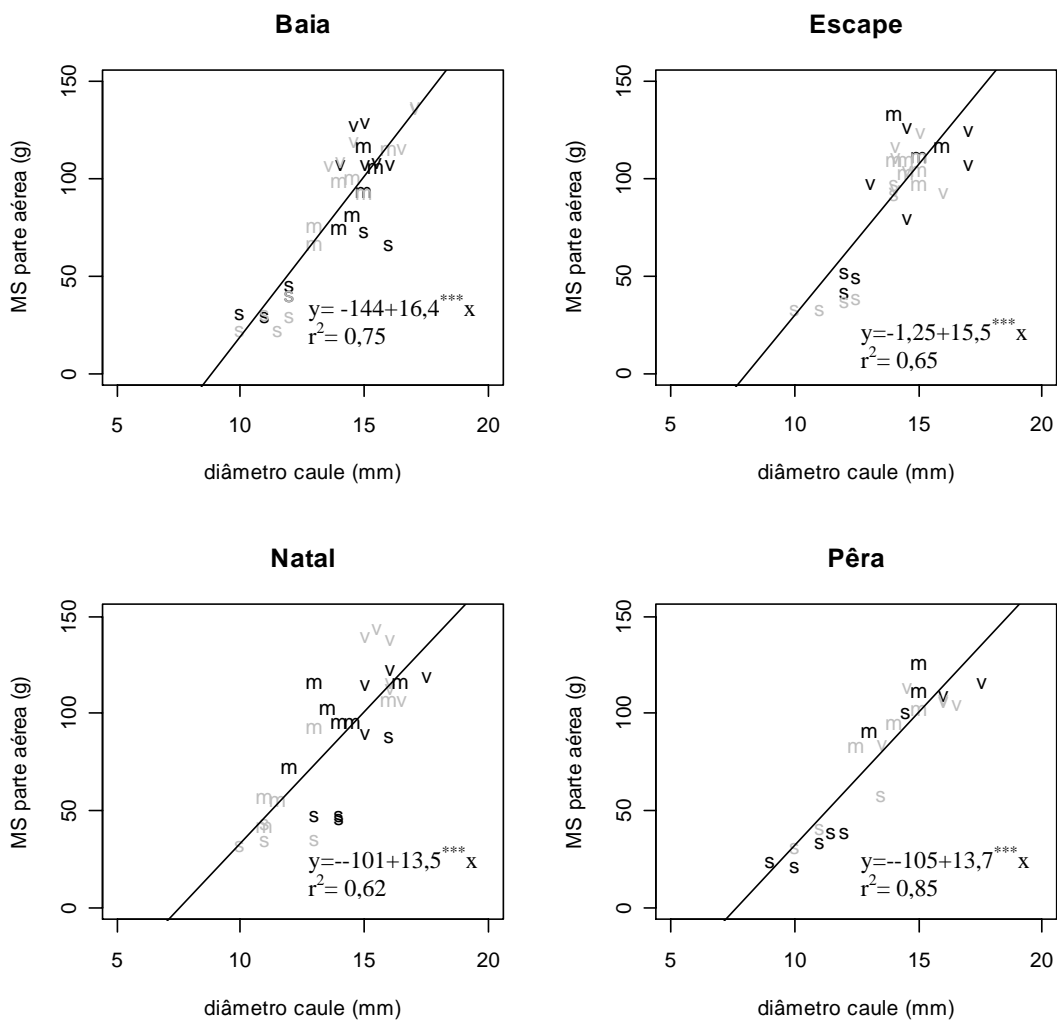 Baia
MS parte aérea (g)
150
100
50
0
y= -144+16,4***x
r2= 0,75
5 10 15 20
diâmetro caule (mm)
Escape
MS parte aérea (g)
150
100
50
0
y=-1,25+15,5***x
r2= 0,65
5 10 15 20
diâmetro caule (mm)
Natal
MS parte aérea (g)
150
100
50
0
y=--101+13,5***x
r2= 0,62
5 10 15 20
diâmetro caule (mm)
Pêra
MS parte aérea (g)
150
100
50
0
y=--105+13,7***x
r2= 0,85
5 10 15 20
diâmetro caule (mm)